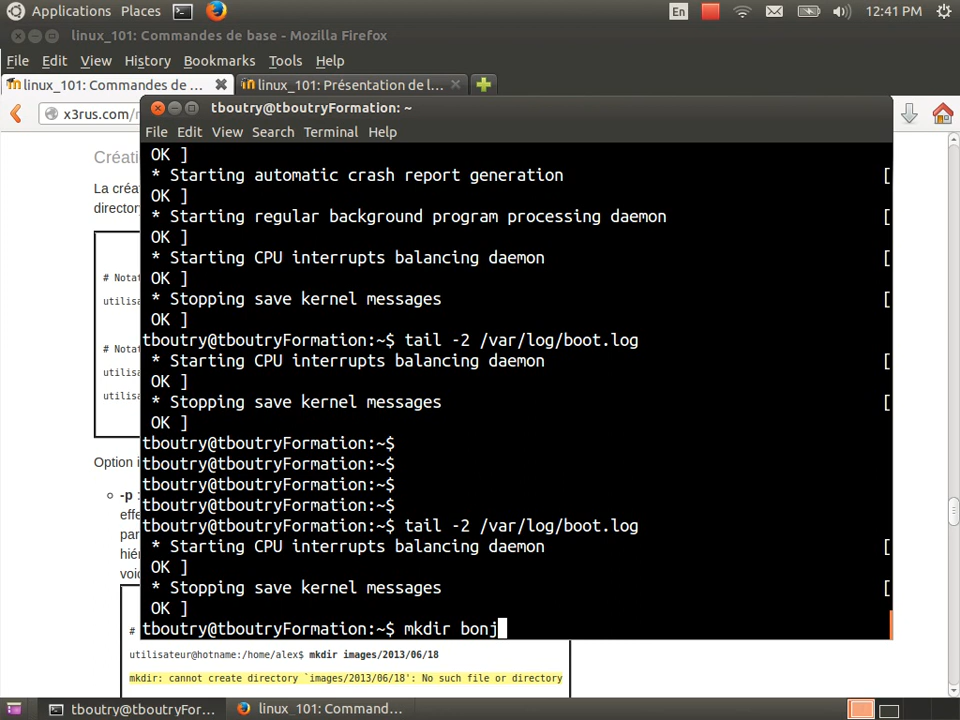 Applications Places En 12:41 PM
linux_101: Commandes de base - Mozilla Firefox
File Edit View History Bookmarks Tools Help
linux_101: Commandes de ... linux_101: Présentation de l...
x3rus.com/
tboutry@tboutryFormation: ~
File Edit View Search Terminal Help
OK ]
* Starting automatic crash report generation [
OK ]
* Starting regular background program processing daemon [
OK ]
* Starting CPU interrupts balancing daemon [
OK ]
* Stopping save kernel messages [
OK ]
tboutry@tboutryFormation:~$ tail -2 /var/log/boot.log
* Starting CPU interrupts balancing daemon [
OK ]
* Stopping save kernel messages [
OK ]
tboutry@tboutryFormation:~$
tboutry@tboutryFormation:~$
tboutry@tboutryFormation:~$
tboutry@tboutryFormation:~$
tboutry@tboutryFormation:~$ tail -2 /var/log/boot.log
* Starting CPU interrupts balancing daemon [
OK ]
* Stopping save kernel messages [
OK ]
tboutry@tboutryFormation:~$ mkdir bonj
Créati
La créa
director
# Notat
utilisa
# Notat
utilisa
utilisa
Option i
-p :
effe
par
hiér
voic
#
utilisateur@hotname:/home/alex$ mkdir images/2013/06/18
mkdir: cannot create directory `images/2013/06/18': No such file or directory
tboutry@tboutryFor... linux_101: Command...